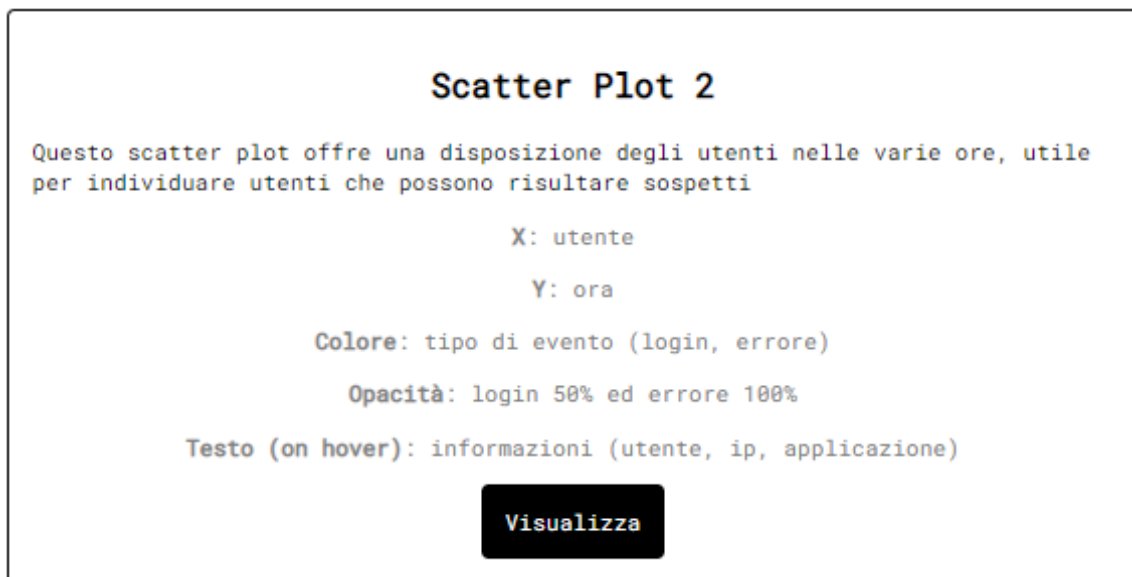 Scatter Plot 2
Questo scatter plot offre una disposizione degli utenti nelle varie ore, utile
per individuare utenti che possono risultare sospetti
X: utente
Y: ora
Colore: tipo di evento (login, errore)
Opacità: login 50% ed errore 100%
Testo (on hover): informazioni (utente, ip, applicazione)
Visualizza